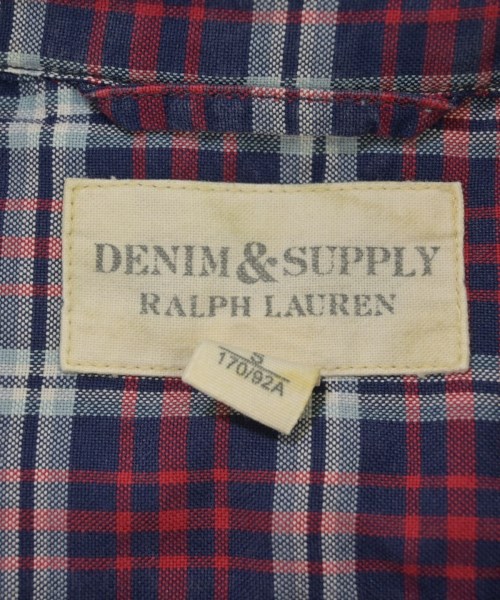 DENIM & SUPPLY
RALPH LAUREN
S
170/92A